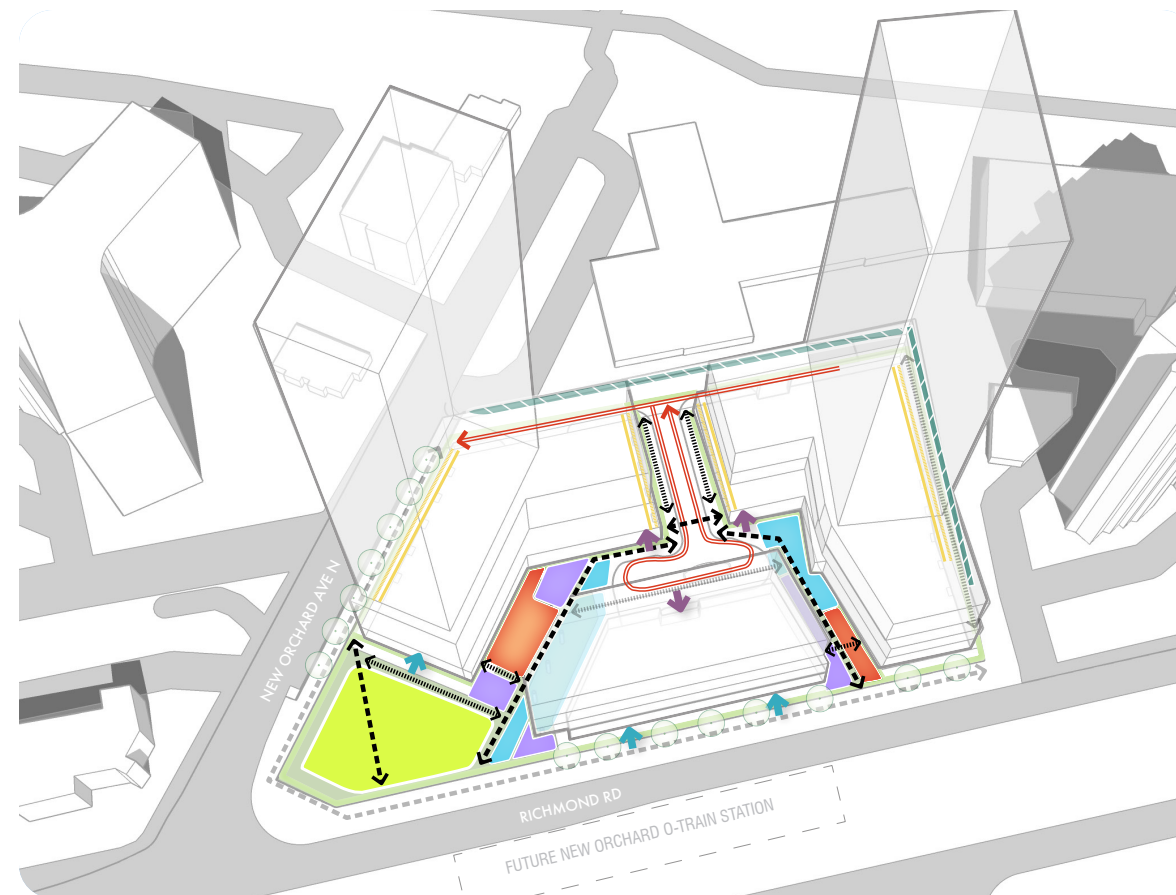 NEW ORCHARD AVE N
RICHMOND RD
FUTURE NEW ORCHARD O-TRAIN STATION